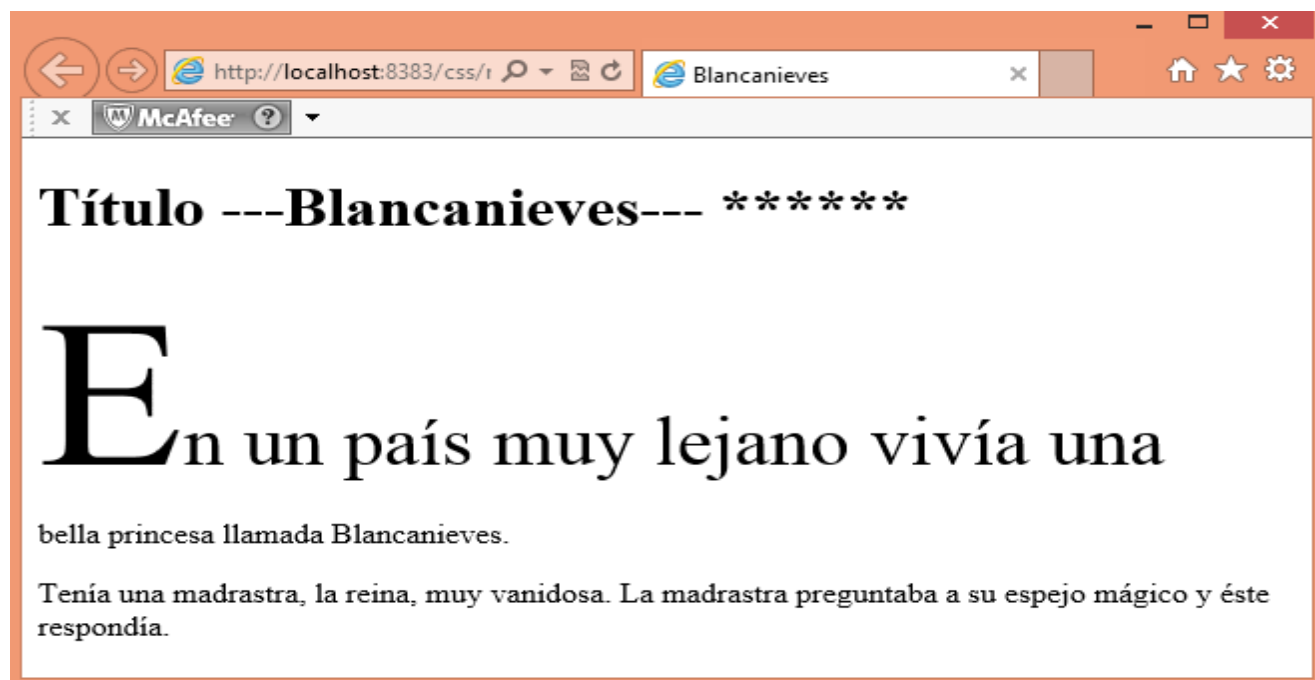 http://localhost:8383/css/r
Blancanieves
McAfee
Título ---Blancanieves--- ******
En un país muy lejano vivía una
bella princesa llamada Blancanieves.
Tenía una madrastra, la reina, muy vanidosa. La madrastra preguntaba a su espejo mágico y éste
respondía.